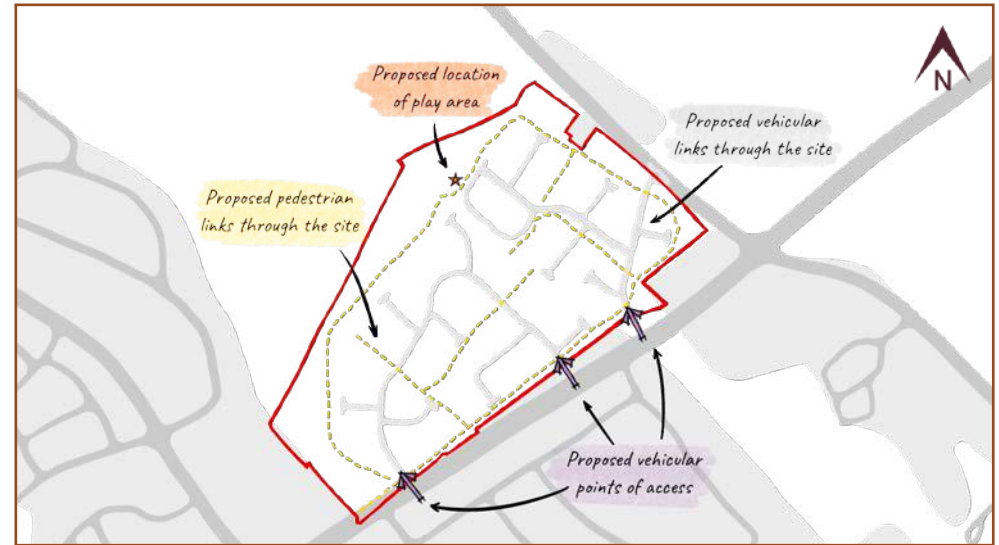 Proposed location
of play area
Proposed vehicular
links through the site
Proposed pedestrian
links through the site
Proposed vehicular
points of access
N